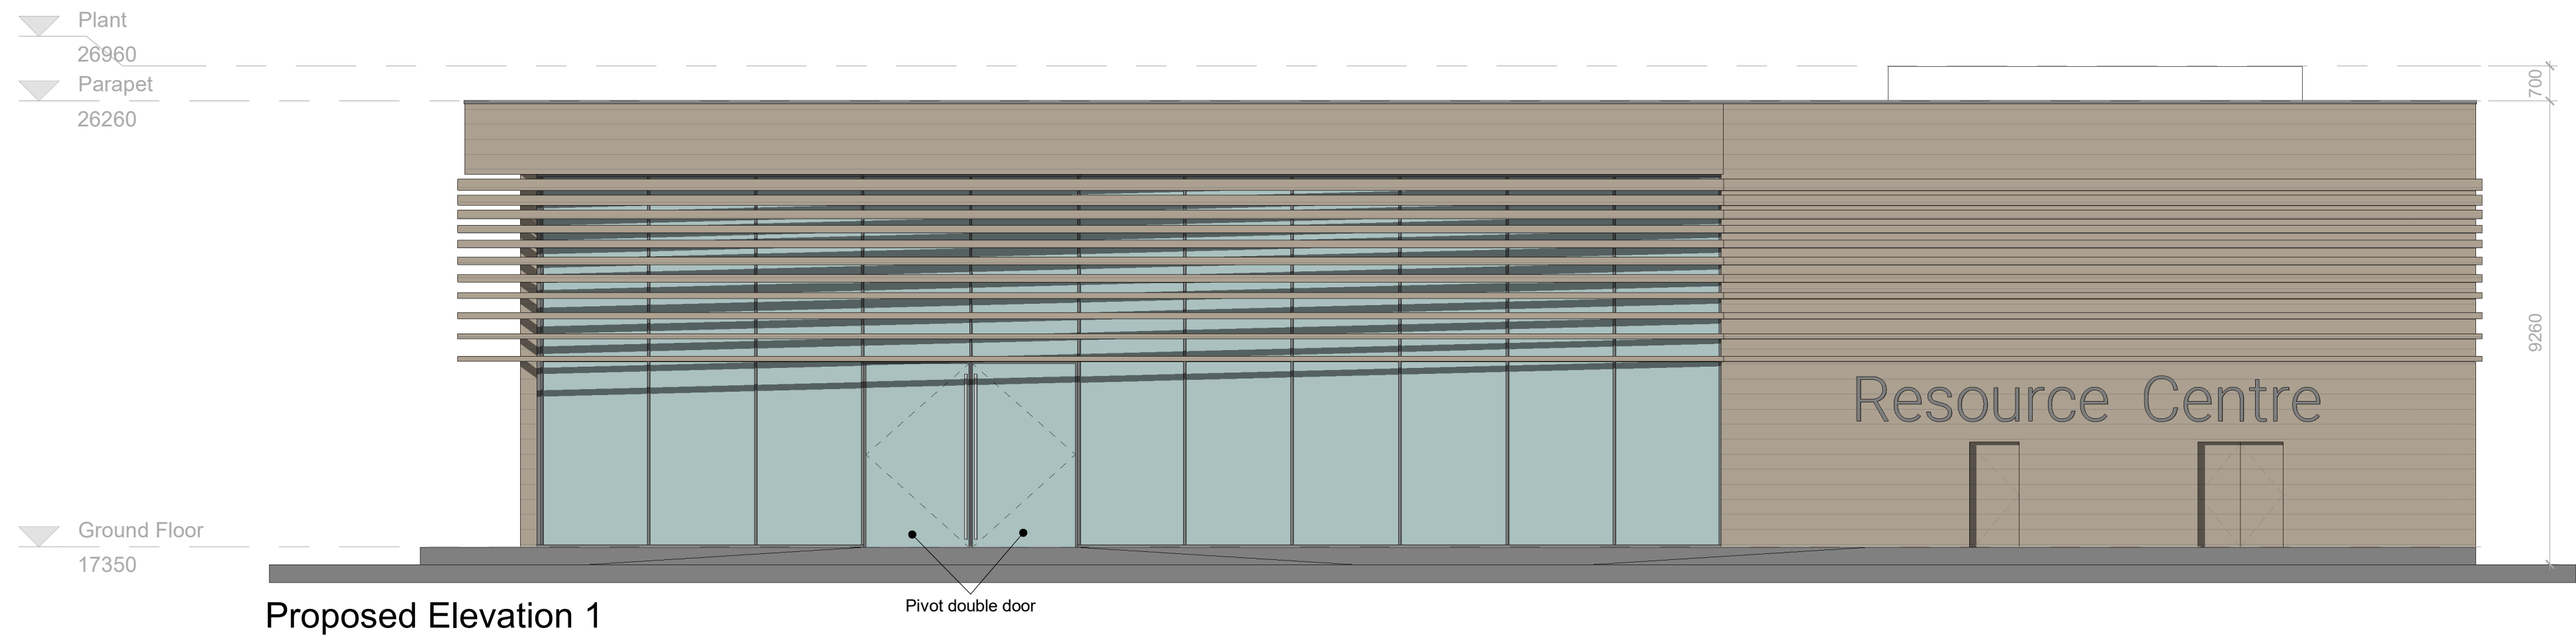 Plant
26960
Parapet
26260
700
9260
Resource Centre
Ground Floor
17350
Pivot double door
Proposed Elevation 1